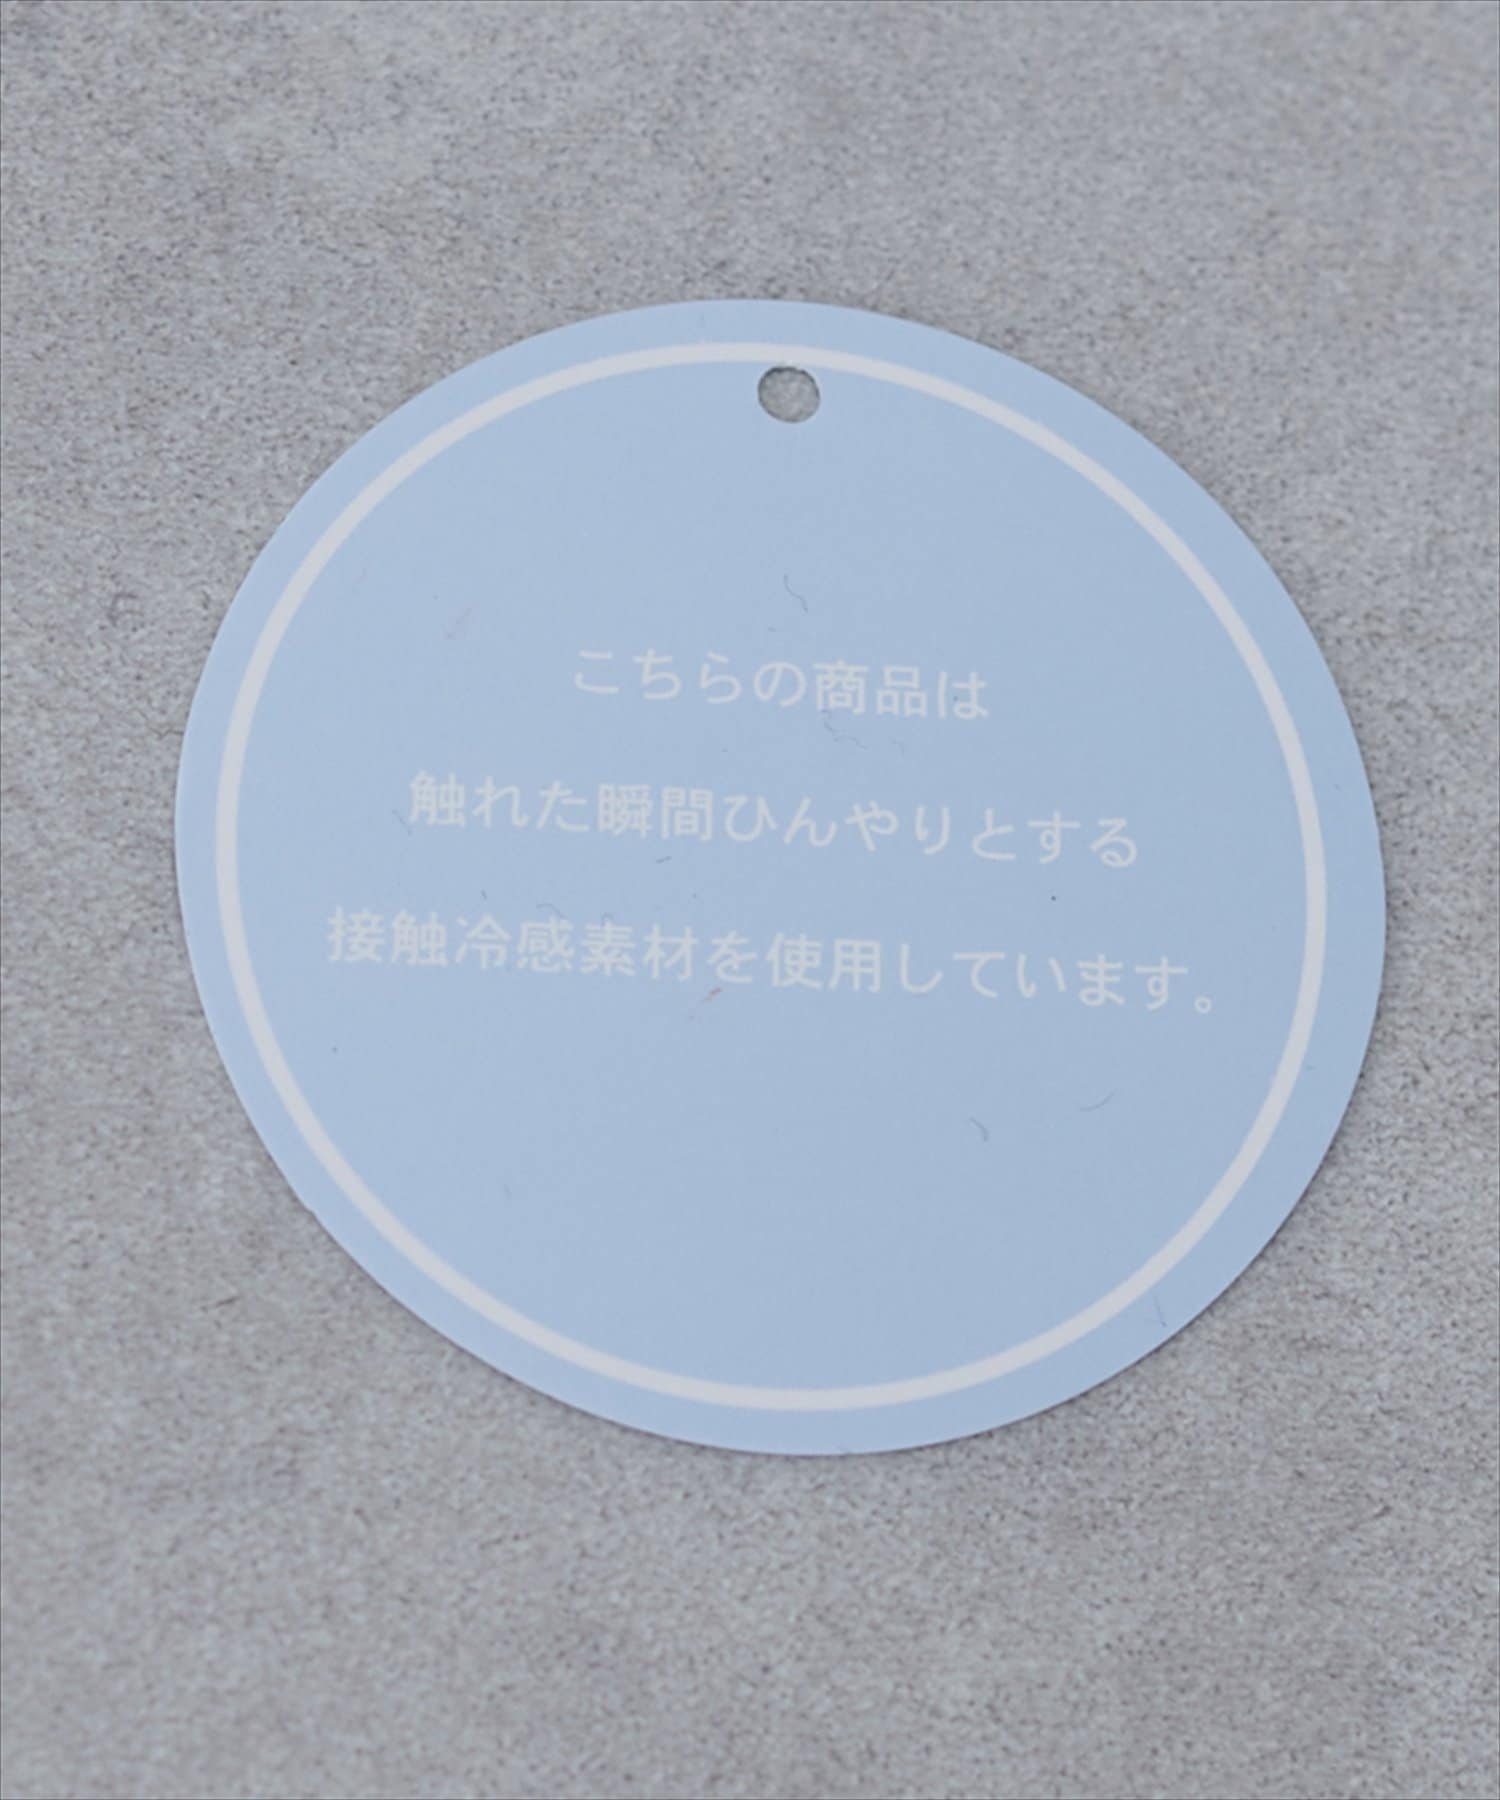 こちらの商品は
触れた瞬間ひんやりとする
接触冷感素材を使用しています。